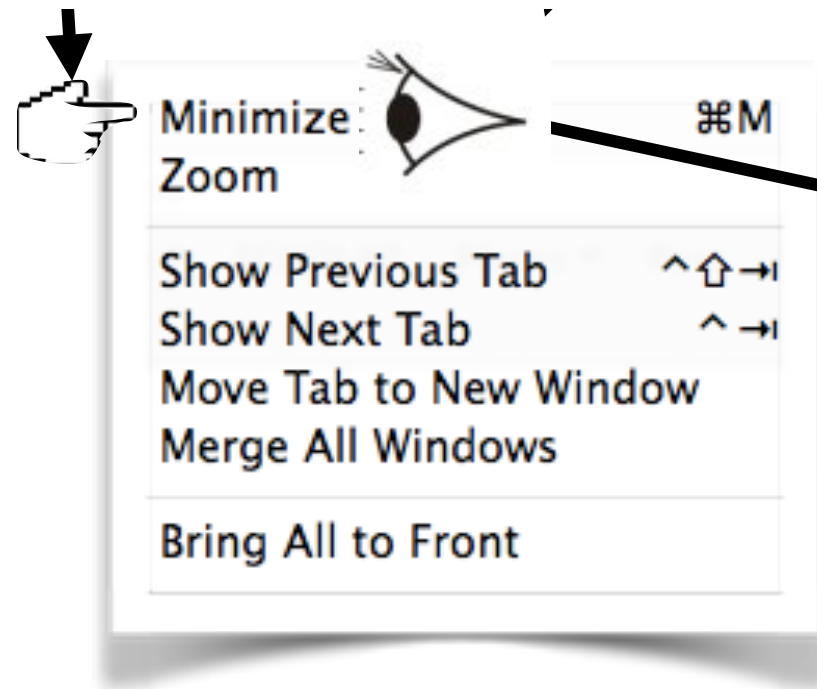 Minimize ⌘M
Zoom
Show Previous Tab ^⇧⇥
Show Next Tab ^⇥
Move Tab to New Window
Merge All Windows
Bring All to Front